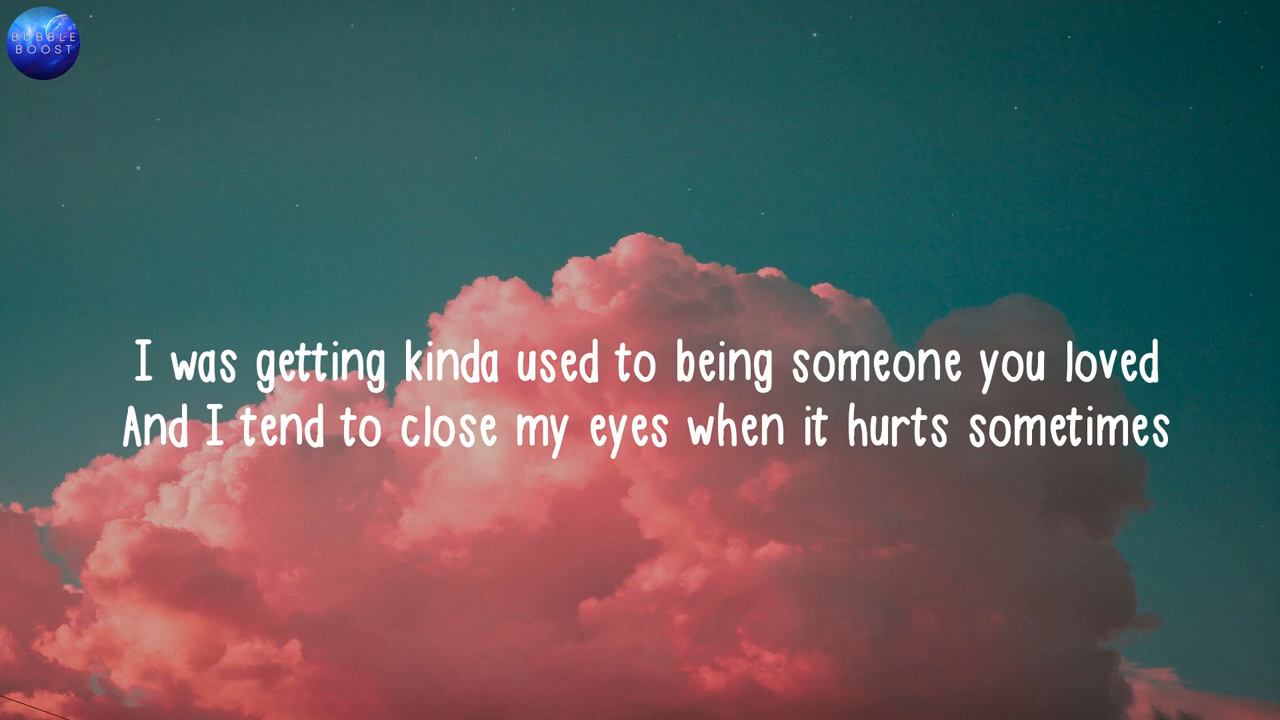 BUBBLE
BOOST
I was getting kinda used to being someone you loved
And I tend to close my eyes when it hurts sometimes